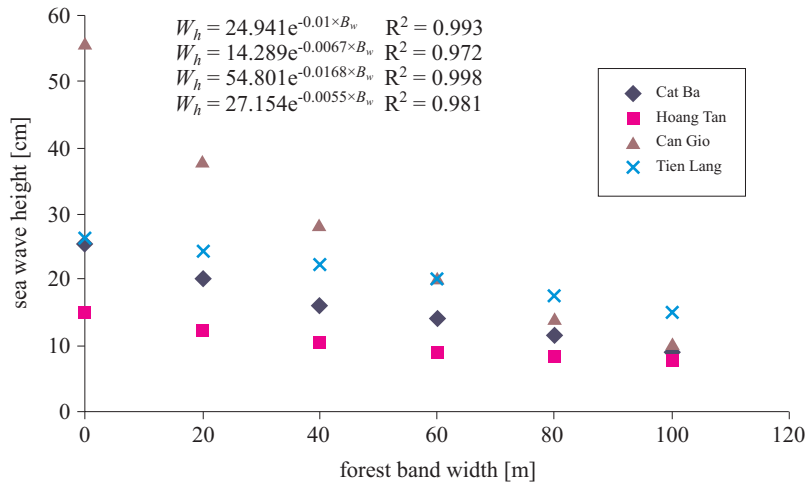 W_h = 24.941e^{-0.01×B_w} R² = 0.993
W_h = 14.289e^{-0.0067×B_w} R² = 0.972
W_h = 54.801e^{-0.0168×B_w} R² = 0.998
W_h = 27.154e^{-0.0055×B_w} R² = 0.981
Cat Ba
Hoang Tan
Can Gio
Tien Lang
sea wave height [cm]
60
50
40
30
20
10
0
0 20 40 60 80 100 120
forest band width [m]